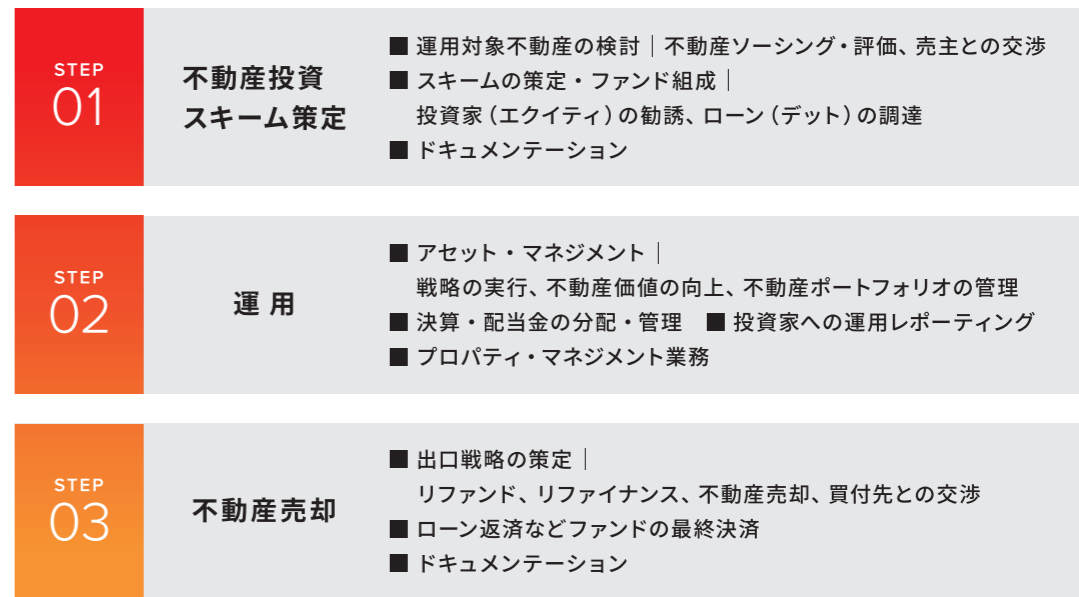 STEP
01
不動産投資
スキーム策定
■ 運用対象不動産の検討｜不動産ソーシング・評価、売主との交渉
■ スキームの策定・ファンド組成｜
投資家（エクイティ）の勧誘、ローン（デット）の調達
■ ドキュメンテーション
STEP
02
運 用
■ アセット・マネジメント｜
戦略の実行、不動産価値の向上、不動産ポートフォリオの管理
■ 決算・配当金の分配・管理　■ 投資家への運用レポーティング
■ プロパティ・マネジメント業務
STEP
03
不動産売却
■ 出口戦略の策定｜
リファンド、リファイナンス、不動産売却、買付先との交渉
■ ローン返済などファンドの最終決済
■ ドキュメンテーション